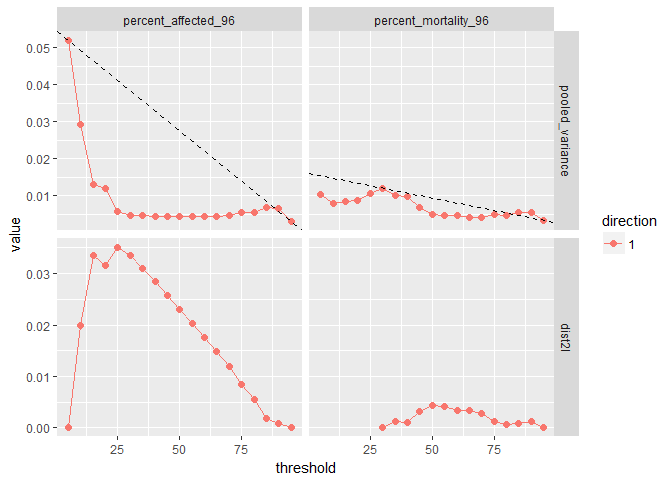 percent_affected_96 percent_mortality_96
0.05
0.04
0.03
0.02
0.01
pooled_variance
value
direction
1
0.03
0.02
0.01
0.00
dist2l
25 50 75 25 50 75
threshold